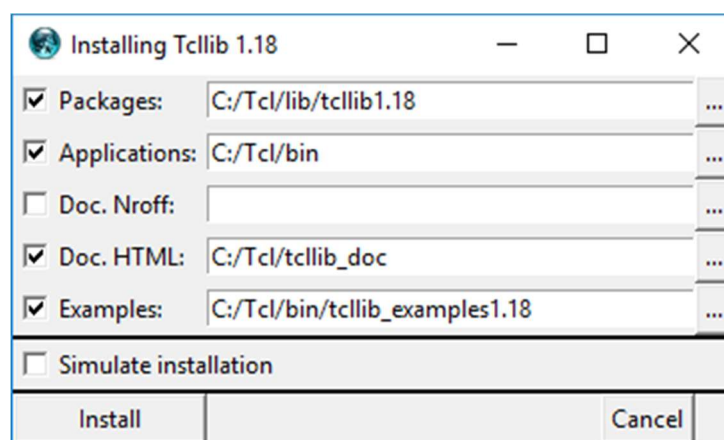 Installing Tcllib 1.18
Packages: C:/Tcl/lib/tcllib1.18 ...
Applications: C:/Tcl/bin ...
Doc. Nroff: ...
Doc. HTML: C:/Tcl/tcllib_doc ...
Examples: C:/Tcl/bin/tcllib_examples1.18 ...
Simulate installation
Install Cancel